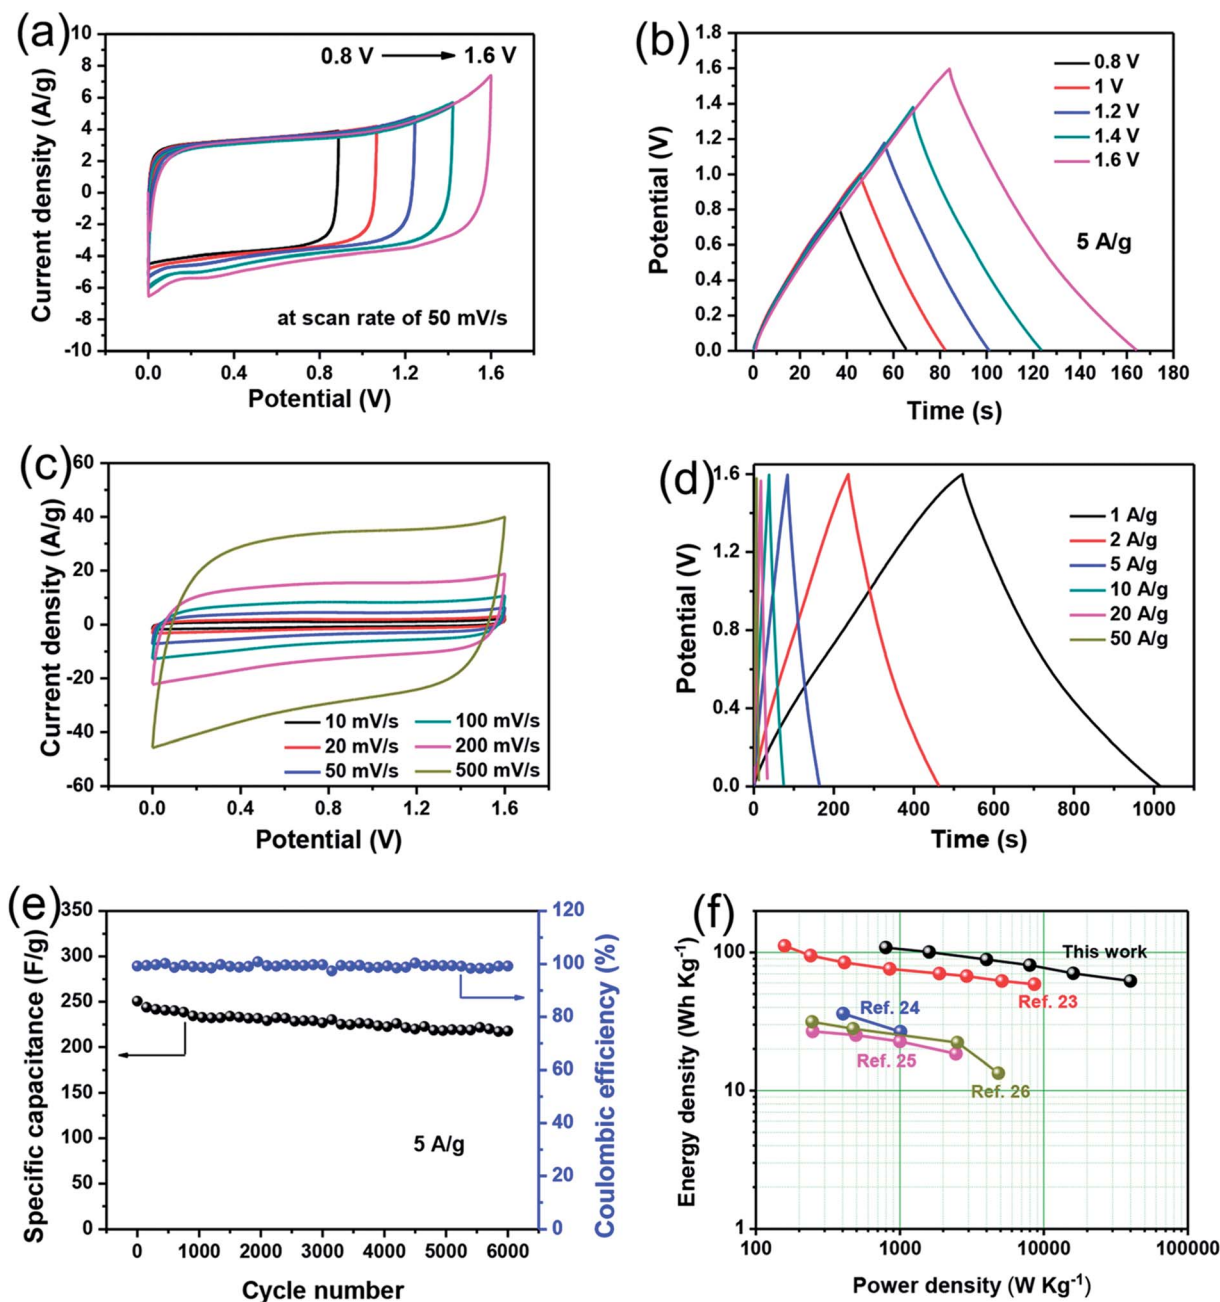 (a)
10
8
6
4
2
0
-2
-4
-6
-8
-10
0.8 V → 1.6 V
at scan rate of 50 mV/s
Current density (A/g)
0.0 0.4 0.8 1.2 1.6
Potential (V)
(b)
1.8
1.6
1.4
1.2
1.0
0.8
0.6
0.4
0.2
0.0
0.8 V
1 V
1.2 V
1.4 V
1.6 V
5 A/g
Potential (V)
0 20 40 60 80 100 120 140 160 180
Time (s)
(c)
60
40
20
0
-20
-40
-60
Current density (A/g)
10 mV/s 100 mV/s
20 mV/s 200 mV/s
50 mV/s 500 mV/s
0.0 0.4 0.8 1.2 1.6
Potential (V)
(d)
1.6
1.2
0.8
0.4
0.0
1 A/g
2 A/g
5 A/g
10 A/g
20 A/g
50 A/g
Potential (V)
0 200 400 600 800 1000
Time (s)
(e)
350
300
250
200
150
100
50
0
Specific capacitance (F/g)
5 A/g
120
100
80
60
40
20
0
Coulombic efficiency (%)
0 1000 2000 3000 4000 5000 6000
Cycle number
(f)
100
10
1
Energy density (Wh Kg⁻¹)
This work
Ref. 23
Ref. 24
Ref. 25
Ref. 26
100 1000 10000 100000
Power density (W Kg⁻¹)